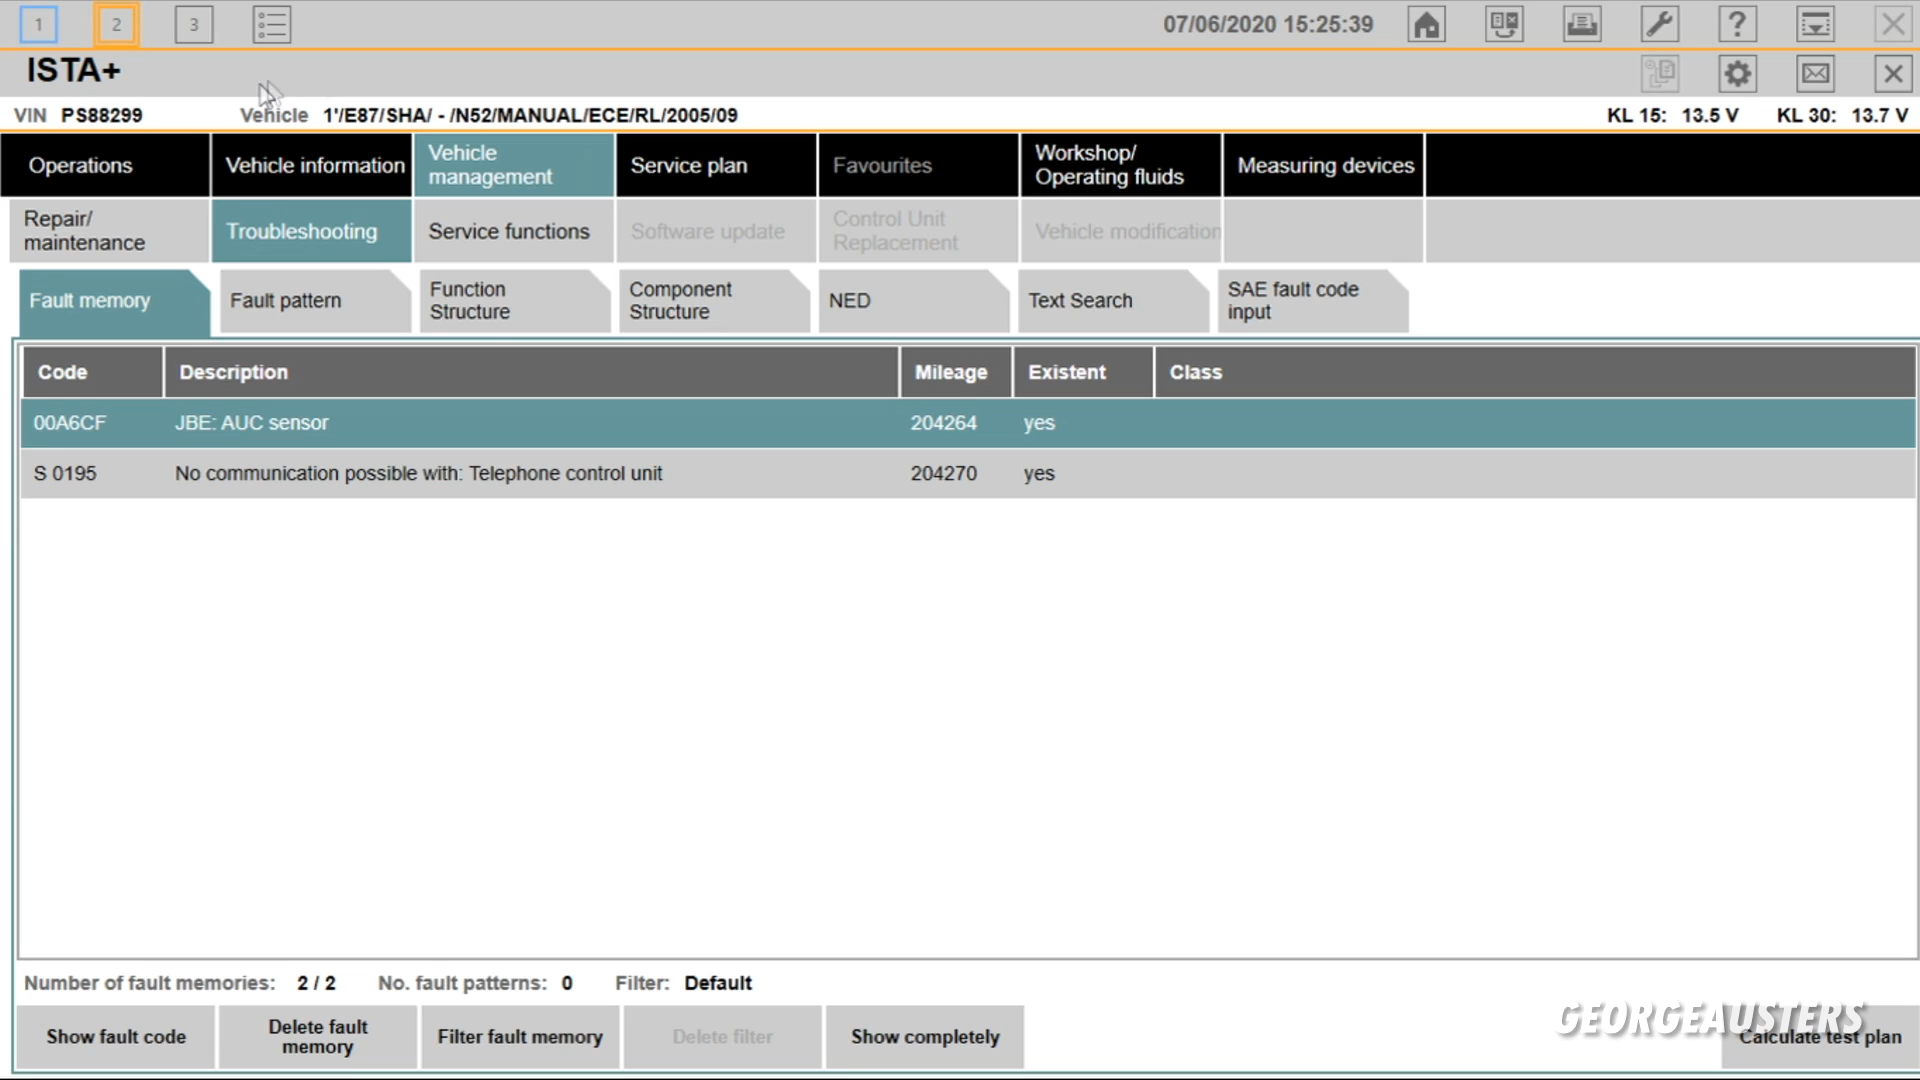 1 2 3 07/06/2020 15:25:39 ?
ISTA+
VIN PS88299 Vehicle 1'/E87/SHA/ - /N52/MANUAL/ECE/RL/2005/09 KL 15: 13.5 V KL 30: 13.7 V
Operations
Vehicle information
Vehicle
management
Service plan
Favourites
Workshop/
Operating fluids
Measuring devices
Repair/
maintenance
Troubleshooting
Service functions
Software update
Control Unit
Replacement
Vehicle modification
Fault memory
Fault pattern
Function
Structure
Component
Structure
NED
Text Search
SAE fault code
input
Code Description Mileage Existent Class
00A6CF JBE: AUC sensor 204264 yes
S 0195 No communication possible with: Telephone control unit 204270 yes
Number of fault memories: 2 / 2 No. fault patterns: 0 Filter: Default
Show fault code
Delete fault
memory
Filter fault memory
Delete filter
Show completely
GEORGEAUSTERS
Calculate test plan